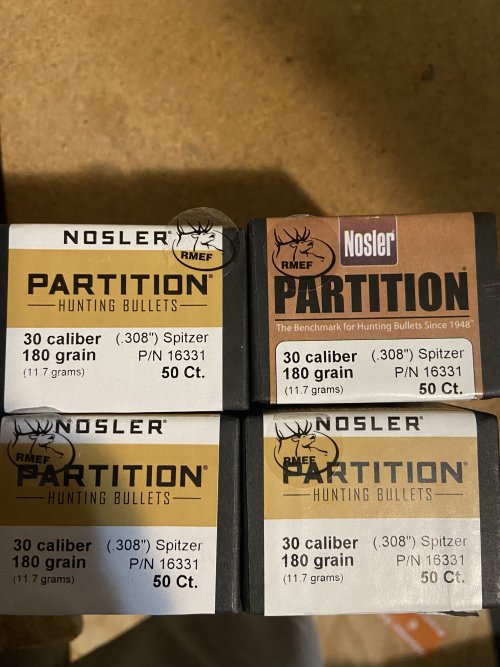 NOSLER®
RMEF
PARTITION®
HUNTING BULLETS
30 caliber (.308") Spitzer
180 grain P/N 16331
(11.7 grams) 50 Ct.
RMEF
Nosler®
PARTITION®
The Benchmark for Hunting Bullets Since 1948™
30 caliber (.308") Spitzer
180 grain P/N 16331
(11.7 grams) 50 Ct.
NOSLER®
RMEF
PARTITION®
HUNTING BULLETS
30 caliber (.308") Spitzer
180 grain P/N 16331
(11.7 grams) 50 Ct.
NOSLER®
RMEF
PARTITION®
HUNTING BULLETS
30 caliber (.308") Spitzer
180 grain P/N 16331
(11.7 grams) 50 Ct.